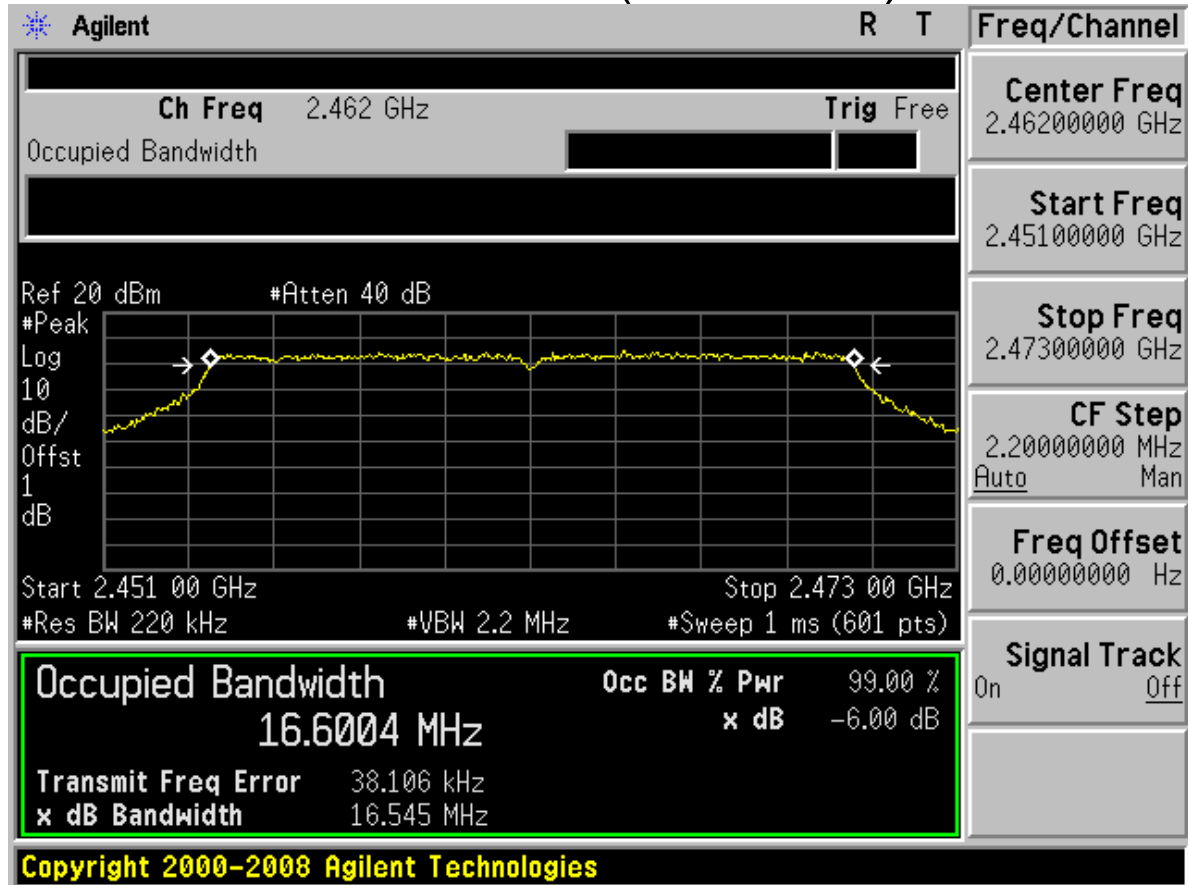 Agilent R T
Freq/Channel
Ch Freq 2.462 GHz Trig Free
Occupied Bandwidth
Center Freq
2.46200000 GHz
Start Freq
2.45100000 GHz
Stop Freq
2.47300000 GHz
CF Step
2.20000000 MHz
Auto Man
Freq Offset
0.00000000 Hz
Signal Track
On Off
Ref 20 dBm #Atten 40 dB
#Peak
Log
10
dB/
Offst
1
dB
Start 2.451 00 GHz Stop 2.473 00 GHz
#Res BW 220 kHz #VBW 2.2 MHz #Sweep 1 ms (601 pts)
Occupied Bandwidth Occ BW % Pwr 99.00 %
16.6004 MHz x dB -6.00 dB
Transmit Freq Error 38.106 kHz
x dB Bandwidth 16.545 MHz
Copyright 2000-2008 Agilent Technologies